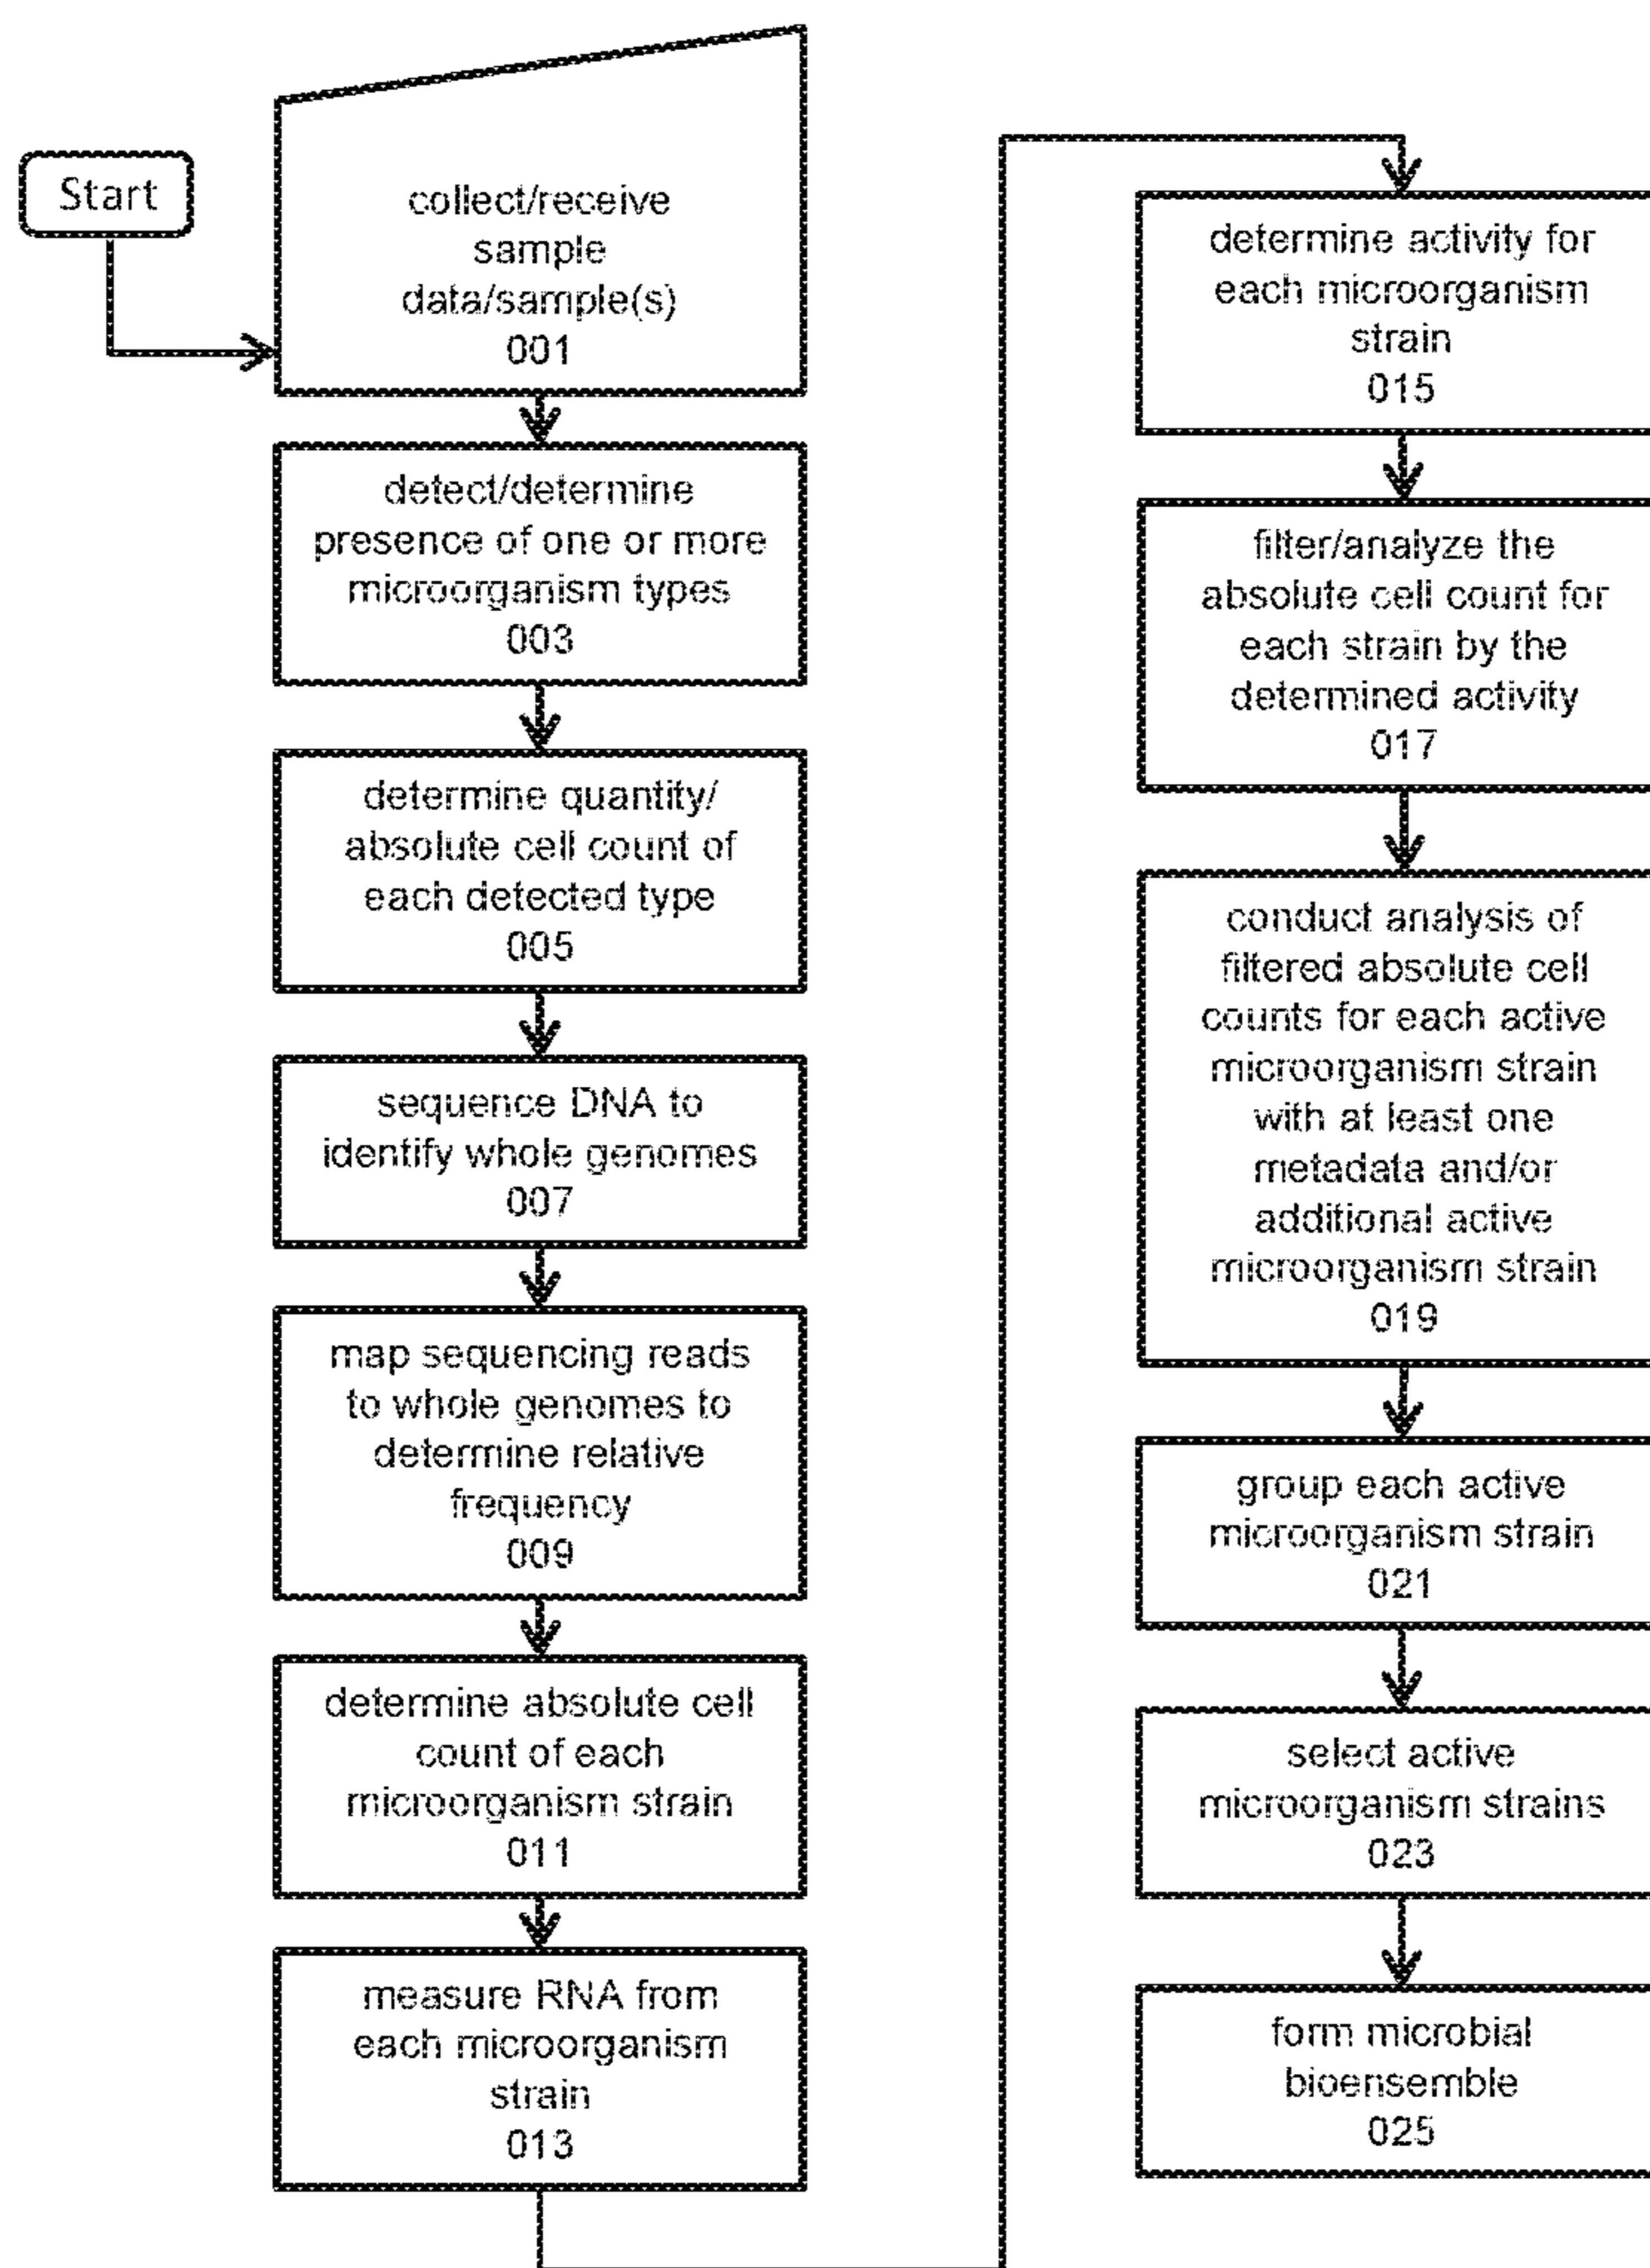 Start
collect/receive
sample
data/sample(s)
001
detect/determine
presence of one or more
microorganism types
003
determine quantity/
absolute cell count of
each detected type
005
sequence DNA to
identify whole genomes
007
map sequencing reads
to whole genomes to
determine relative
frequency
009
determine absolute cell
count of each
microorganism strain
011
measure RNA from
each microorganism
strain
013
determine activity for
each microorganism
strain
015
filter/analyze the
absolute cell count for
each strain by the
determined activity
017
conduct analysis of
filtered absolute cell
counts for each active
microorganism strain
with at least one
metadata and/or
additional active
microorganism strain
019
group each active
microorganism strain
021
select active
microorganism strains
023
form microbial
bioensemble
025